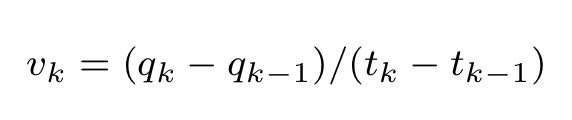 v_k = (q_k − q_{k−1})/(t_k − t_{k−1})